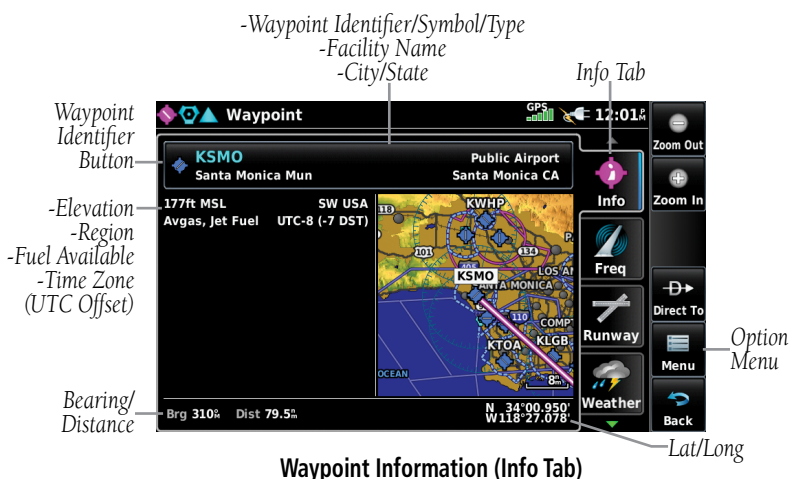 -Waypoint Identifier/Symbol/Type
-Facility Name
-City/State
Info Tab
Waypoint
Identifier
Button
Waypoint
GPS
12:01PM
KSMO
Public Airport
Santa Monica Mun
Santa Monica CA
Info
Zoom Out
Zoom In
-Elevation
-Region
-Fuel Available
-Time Zone
(UTC Offset)
177ft MSL
SW USA
Avgas, Jet Fuel
UTC-8 (-7 DST)
118
KWHP
101
134
405
LOS A
KSMO
SANTA MONICA
110
COMP
KTOA
KLGB
OCEAN
Freq
Runway
Weather
Direct To
Menu
Back
Option
Menu
Bearing/
Distance
Brg 310°M
Dist 79.5NM
N 34°00.950'
W118°27.078'
Lat/Long
Waypoint Information (Info Tab)